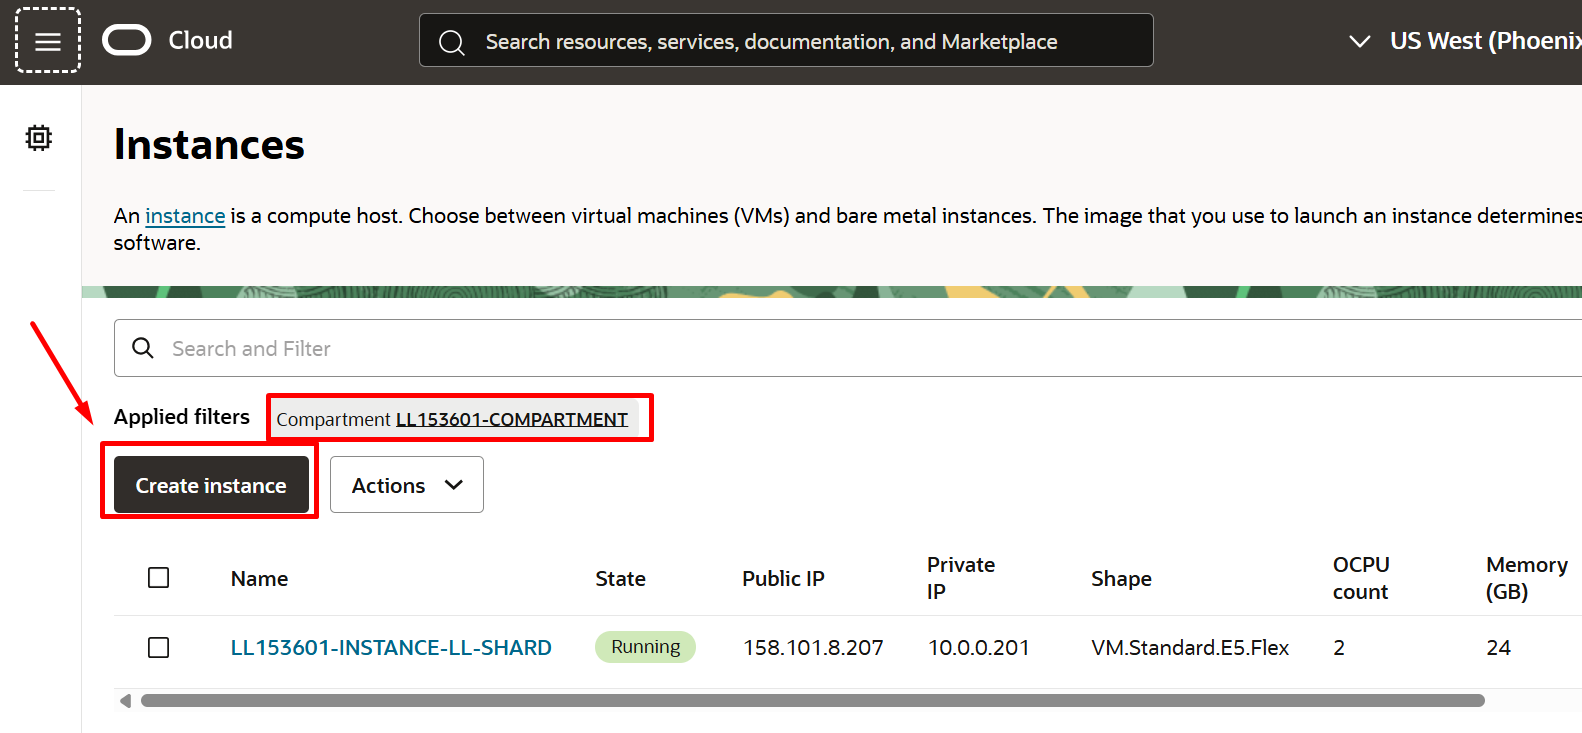 Cloud
Search resources, services, documentation, and Marketplace
US West (Phoenix
Instances
An instance is a compute host. Choose between virtual machines (VMs) and bare metal instances. The image that you use to launch an instance determines
software.
Search and Filter
Applied filters Compartment LL153601-COMPARTMENT
Create instance Actions
Name State Public IP Private IP Shape OCPU count Memory (GB)
LL153601-INSTANCE-LL-SHARD Running 158.101.8.207 10.0.0.201 VM.Standard.E5.Flex 2 24